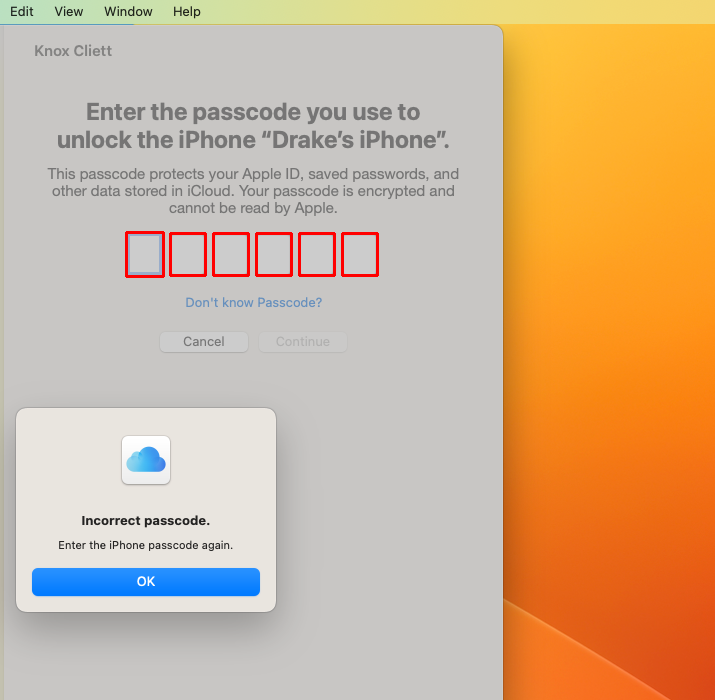 Edit View Window Help
Knox Cliett
Enter the passcode you use to
unlock the iPhone “Drake’s iPhone”.
This passcode protects your Apple ID, saved passwords, and
other data stored in iCloud. Your passcode is encrypted and
cannot be read by Apple.
Don't know Passcode?
Cancel Continue
Incorrect passcode.
Enter the iPhone passcode again.
OK